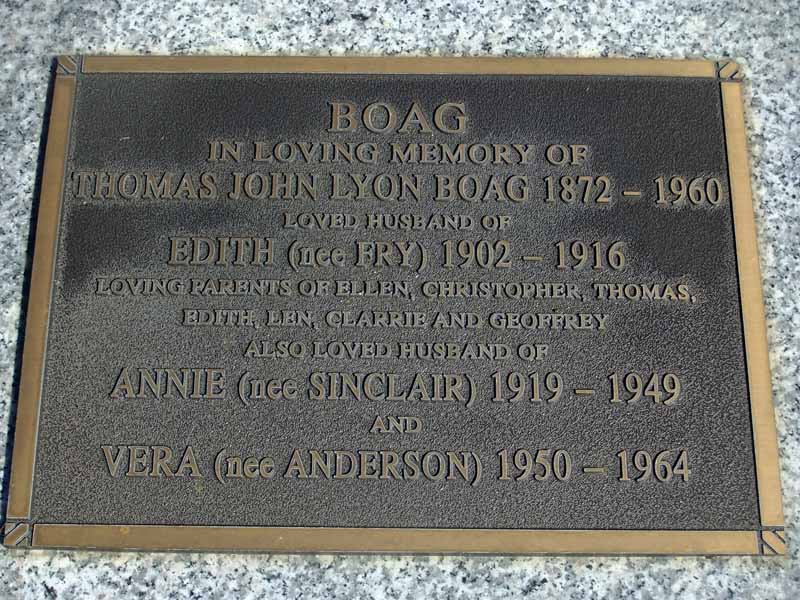 BOAG
IN LOVING MEMORY OF
THOMAS JOHN LYON BOAG 1872 – 1960
LOVED HUSBAND OF
EDITH (nee FRY) 1902 – 1916
LOVING PARENTS OF ELLEN, CHRISTOPHER, THOMAS,
EDITH, LEN, CLARRIE AND GEOFFREY
ALSO LOVED HUSBAND OF
ANNIE (nee SINCLAIR) 1919 – 1949
AND
VERA (nee ANDERSON) 1950 – 1964